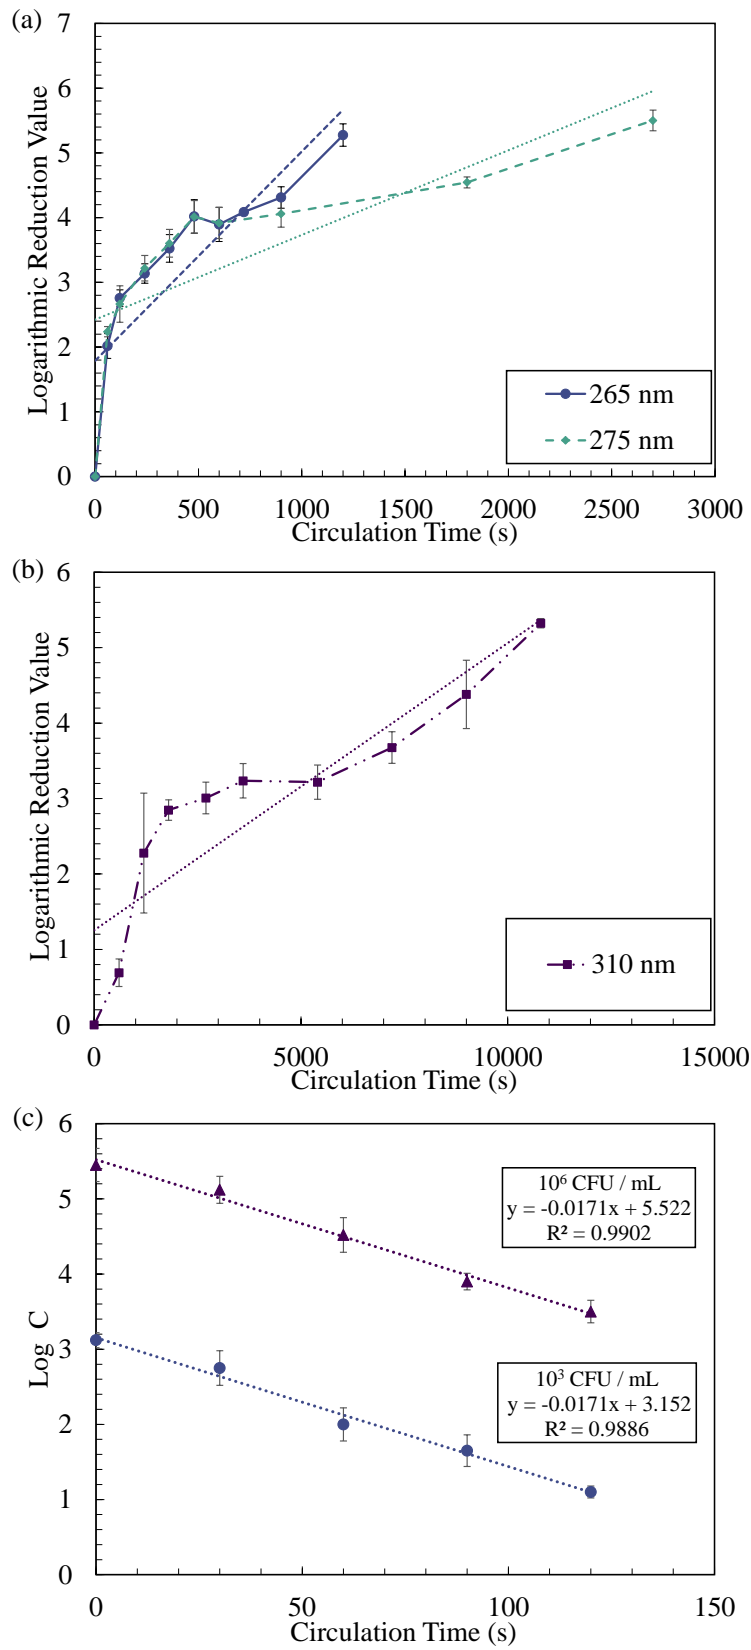 (a)
7
6
5
4
3
2
1
0
Logarithmic Reduction Value
265 nm
275 nm
0 500 1000 1500 2000 2500 3000
Circulation Time (s)
(b)
6
5
4
3
2
1
0
Logarithmic Reduction Value
310 nm
0 5000 10000 15000
Circulation Time (s)
(c)
6
5
4
3
2
1
0
Log C
10⁶ CFU / mL
y = -0.0171x + 5.522
R² = 0.9902
10³ CFU / mL
y = -0.0171x + 3.152
R² = 0.9886
0 50 100 150
Circulation Time (s)